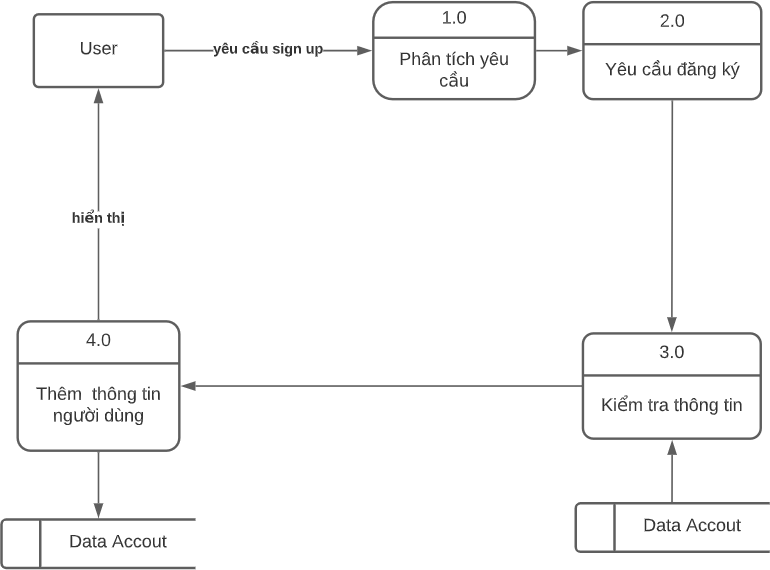 User
yêu cầu sign up
1.0
Phân tích yêu
cầu
2.0
Yêu cầu đăng ký
hiển thị
4.0
Thêm thông tin
người dùng
3.0
Kiểm tra thông tin
Data Accout
Data Accout